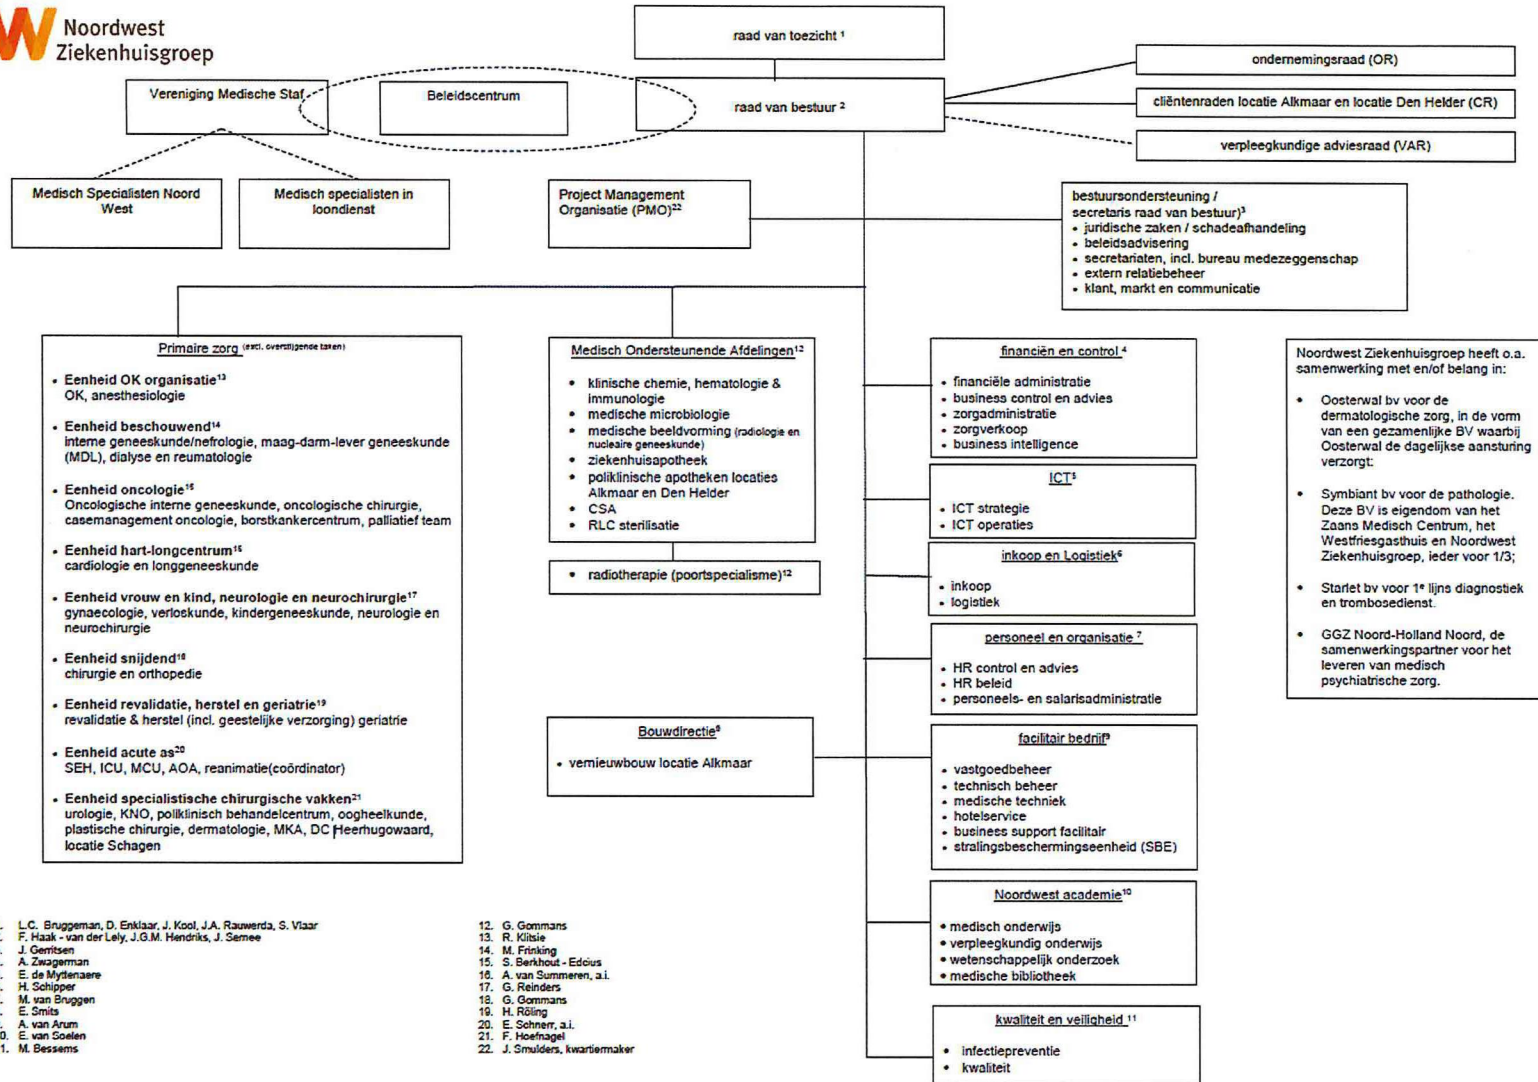 Noordwest
Ziekenhuisgroep
raad van toezicht ¹
ondernemingsraad (OR)
Vereniging Medische Staf
Beleidscentrum
raad van bestuur ²
cliëntenraden locatie Alkmaar en locatie Den Helder (CR)
verpleegkundige adviesraad (VAR)
Medisch Specialisten Noord
West
Medisch specialisten in
loondienst
Project Management
Organisatie (PMO)²²
bestuursondersteuning /
secretaris raad van bestuur)³
• juridische zaken / schadeafhandeling
• beleidsadvisering
• secretariaten, incl. bureau medezeggenschap
• extern relatiebeheer
• klant, markt en communicatie
Primaire zorg (excl. overstijgende taken)
• Eenheid OK organisatie¹³
OK, anesthesiologie
• Eenheid beschouwend¹⁴
interne geneeskunde/nefrologie, maag-darm-lever geneeskunde
(MDL), dialyse en reumatologie
• Eenheid oncologie¹⁵
Oncologische interne geneeskunde, oncologische chirurgie,
casemanagement oncologie, borstkankercentrum, palliatief team
• Eenheid hart-longcentrum¹⁶
cardiologie en longgeneeskunde
• Eenheid vrouw en kind, neurologie en neurochirurgie¹⁷
gynaecologie, verloskunde, kindergeneeskunde, neurologie en
neurochirurgie
• Eenheid snijdend¹⁸
chirurgie en orthopedie
• Eenheid revalidatie, herstel en geriatrie¹⁹
revalidatie & herstel (incl. geestelijke verzorging) geriatrie
• Eenheid acute as²⁰
SEH, ICU, MCU, AOA, reanimatie(coördinator)
• Eenheid specialistische chirurgische vakken²¹
urologie, KNO, poliklinisch behandelcentrum, oogheelkunde,
plastische chirurgie, dermatologie, MKA, DC Heerhugowaard,
locatie Schagen
Medisch Ondersteunende Afdelingen¹²
• klinische chemie, hematologie &
immunologie
• medische microbiologie
• medische beeldvorming (radiologie en
nucleaire geneeskunde)
• ziekenhuisapotheek
• poliklinische apotheken locaties
Alkmaar en Den Helder
• CSA
• RLC sterilisatie
• radiotherapie (poortspecialisme)¹²
Bouwdirectie⁹
• vernieuwbouw locatie Alkmaar
financiën en control ⁴
• financiële administratie
• business control en advies
• zorgadministratie
• zorgverkoop
• business intelligence
ICT⁵
• ICT strategie
• ICT operaties
inkoop en Logistiek⁶
• inkoop
• logistiek
personeel en organisatie ⁷
• HR control en advies
• HR beleid
• personeels- en salarisadministratie
facilitair bedrijf
• vastgoedbeheer
• technisch beheer
• medische techniek
• hotelservice
• business support facilitair
• stralingsbeschermingseenheid (SBE)
Noordwest academie¹⁰
• medisch onderwijs
• verpleegkundig onderwijs
• wetenschappelijk onderzoek
• medische bibliotheek
kwaliteit en veiligheid ¹¹
• infectiepreventie
• kwaliteit
Noordwest Ziekenhuisgroep heeft o.a.
samenwerking met en/of belang in:
• Oosterwal bv voor de
dermatologische zorg, in de vorm
van een gezamenlijke BV waarbij
Oosterwal de dagelijkse aansturing
verzorgt:
• Symbiant bv voor de pathologie.
Deze BV is eigendom van het
Zaans Medisch Centrum, het
Westfriesgasthuis en Noordwest
Ziekenhuisgroep, ieder voor 1/3;
• Starlet bv voor 1ᵉ lijns diagnostiek
en trombosedienst.
• GGZ Noord-Holland Noord, de
samenwerkingspartner voor het
leveren van medisch
psychiatrische zorg.
L.C. Bruggeman, D. Enklaar, J. Kool, J.A. Rauwerda, S. Vlaar
F. Haak - van der Lely, J.G.M. Hendriks, J. Semee
J. Gerritsen
A. Zwagerman
E. de Myttenaere
H. Schipper
M. van Bruggen
E. Smits
A. van Arum
0. E. van Soelen
1. M. Bessems
12. G. Gommans
13. R. Klitsie
14. M. Frinking
15. S. Berkhout - Edcius
16. A. van Summeren, a.i.
17. G. Reinders
18. G. Gommans
19. H. Röling
20. E. Schnerr, a.i.
21. F. Hoefnagel
22. J. Smulders, kwartiermaker